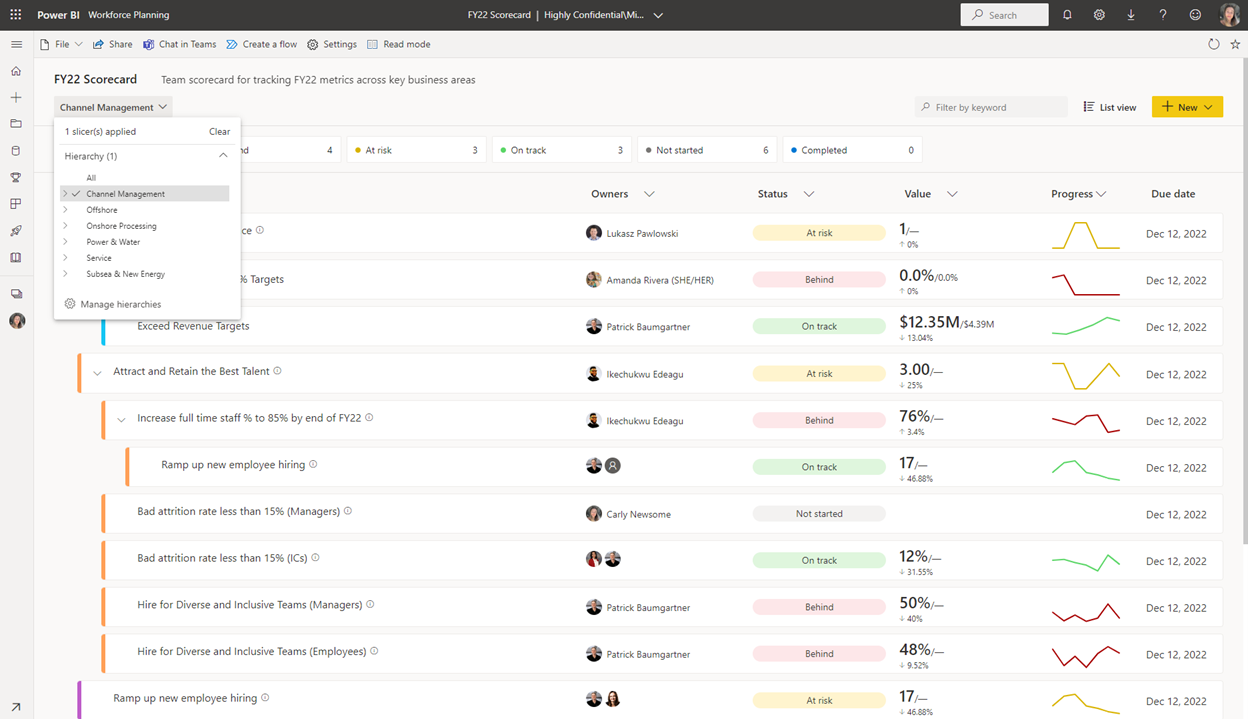 Power BI Workforce Planning FY22 Scorecard | Highly Confidential\Mi... Search
File Share Chat in Teams Create a flow Settings Read mode
FY22 Scorecard Team scorecard for tracking FY22 metrics across key business areas
Channel Management Filter by keyword List view New
1 slicer(s) applied Clear
Hierarchy (1)
All
Channel Management
Offshore
Onshore Processing
Power & Water
Service
Subsea & New Energy
Manage hierarchies
nd 4 At risk 3 On track 3 Not started 6 Completed 0
Owners Status Value Progress Due date
ce Lukasz Pawlowski At risk 1/— Dec 12, 2022
↑ 0%
% Targets Amanda Rivera (SHE/HER) Behind 0.0%/0.0% Dec 12, 2022
↑ 0%
Exceed Revenue Targets Patrick Baumgartner On track $12.35M/$4.39M Dec 12, 2022
↓ 13.04%
Attract and Retain the Best Talent Ikechukwu Edeagu At risk 3.00/— Dec 12, 2022
↓ 25%
Increase full time staff % to 85% by end of FY22 Ikechukwu Edeagu Behind 76%/— Dec 12, 2022
↑ 3.4%
Ramp up new employee hiring On track 17/— Dec 12, 2022
↓ 46.88%
Bad attrition rate less than 15% (Managers) Carly Newsome Not started Dec 12, 2022
Bad attrition rate less than 15% (ICs) On track 12%/— Dec 12, 2022
↓ 31.55%
Hire for Diverse and Inclusive Teams (Managers) Patrick Baumgartner Behind 50%/— Dec 12, 2022
↓ 40%
Hire for Diverse and Inclusive Teams (Employees) Patrick Baumgartner Behind 48%/— Dec 12, 2022
↓ 9.52%
Ramp up new employee hiring At risk 17/— Dec 12, 2022
↓ 46.88%